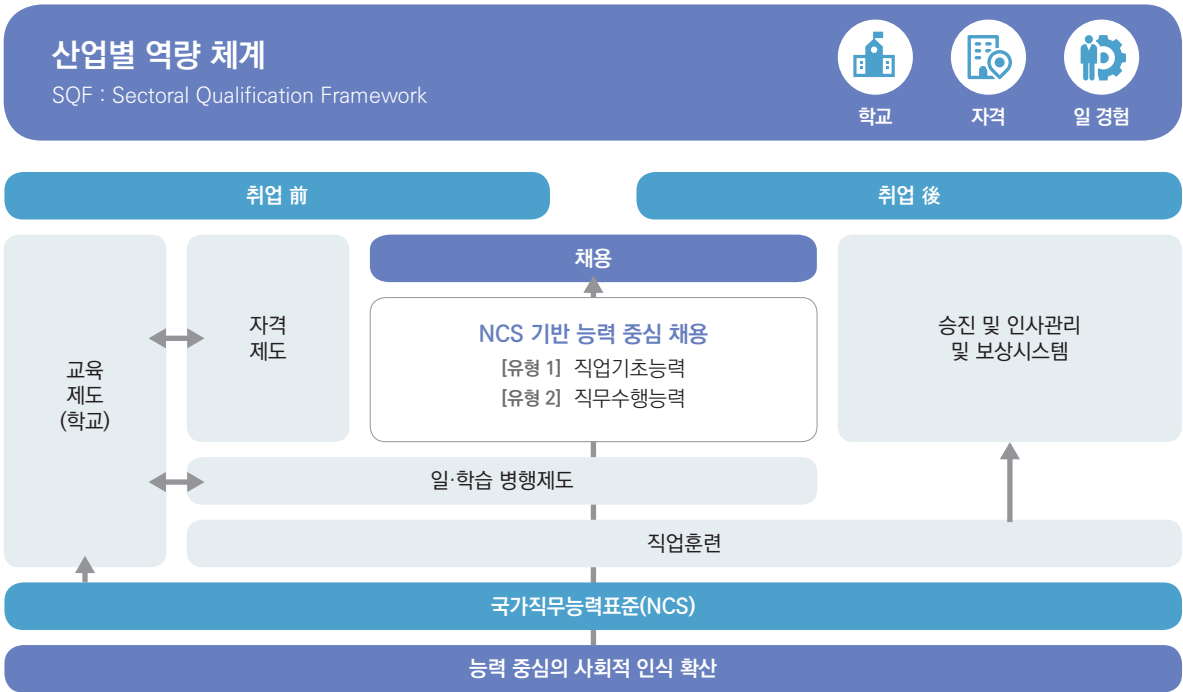 산업별 역량 체계
SQF : Sectoral Qualification Framework
학교
자격
일 경험
취업 前
취업 後
교육
제도
(학교)
자격
제도
채용
NCS 기반 능력 중심 채용
[유형 1] 직업기초능력
[유형 2] 직무수행능력
승진 및 인사관리
및 보상시스템
일·학습 병행제도
직업훈련
국가직무능력표준(NCS)
능력 중심의 사회적 인식 확산